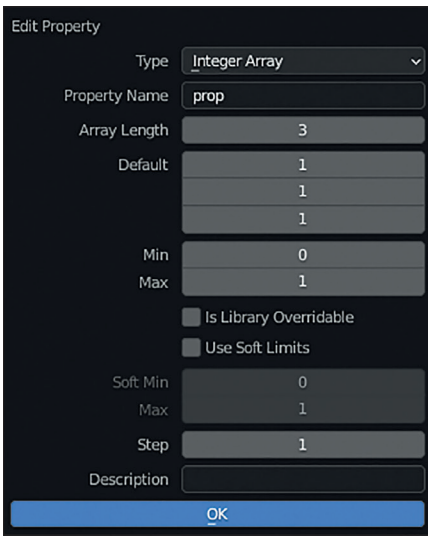 Edit Property
Type Integer Array
Property Name prop
Array Length 3
Default 1
1
1
Min 0
Max 1
Is Library Overridable
Use Soft Limits
Soft Min 0
Max 1
Step 1
Description
OK